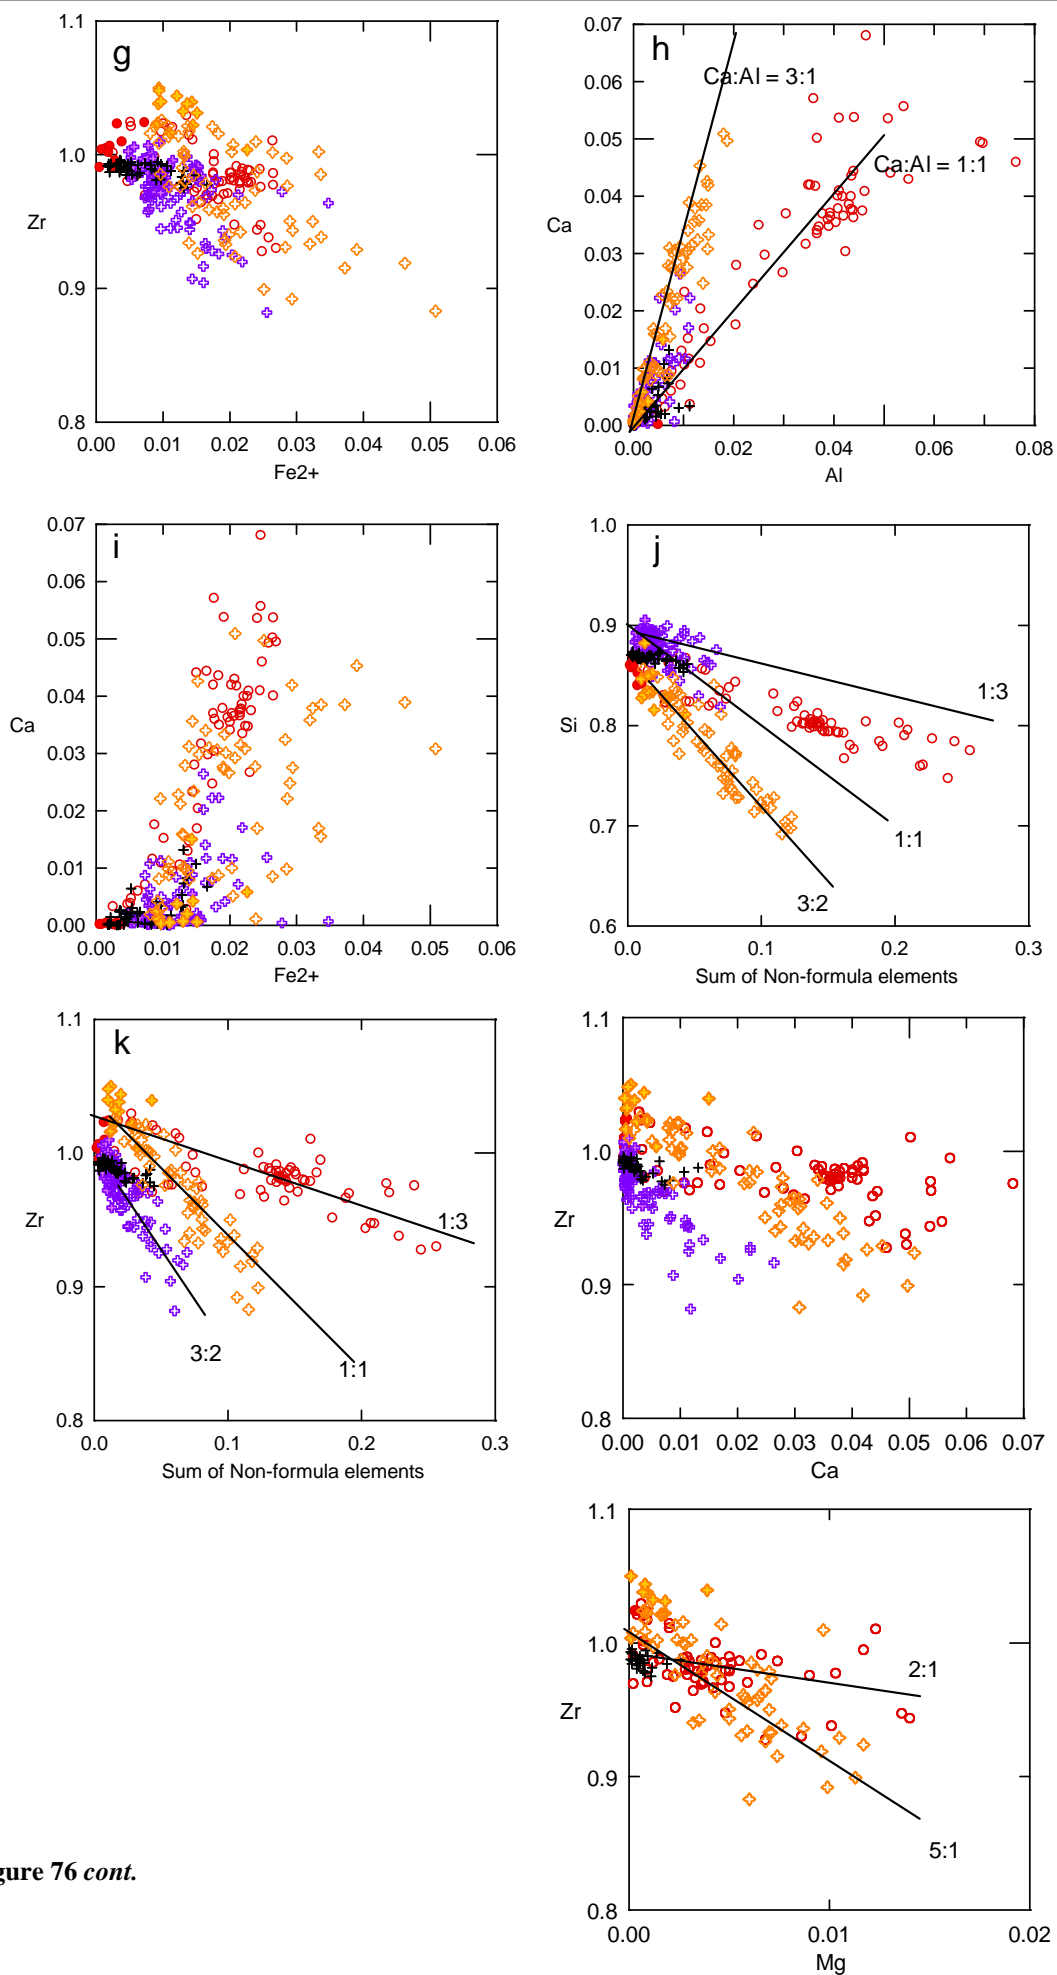 g
1.1
1.0
0.9
0.8
Zr
0.00 0.01 0.02 0.03 0.04 0.05 0.06
Fe2+
h
0.07
0.06
0.05
0.04
0.03
0.02
0.01
0.00
Ca
Ca:Al = 3:1
Ca:Al = 1:1
0.00 0.02 0.04 0.06 0.08
Al
i
0.07
0.06
0.05
0.04
0.03
0.02
0.01
0.00
Ca
0.00 0.01 0.02 0.03 0.04 0.05 0.06
Fe2+
j
1.0
0.9
0.8
0.7
0.6
Si
1:3
1:1
3:2
0.0 0.1 0.2 0.3
Sum of Non-formula elements
k
1.1
1.0
0.9
0.8
Zr
1:3
3:2
1:1
0.0 0.1 0.2 0.3
Sum of Non-formula elements
1.1
1.0
0.9
0.8
Zr
0.00 0.01 0.02 0.03 0.04 0.05 0.06 0.07
Ca
1.1
1.0
0.9
0.8
Zr
2:1
5:1
0.00 0.01 0.02
Mg
gure 76 cont.